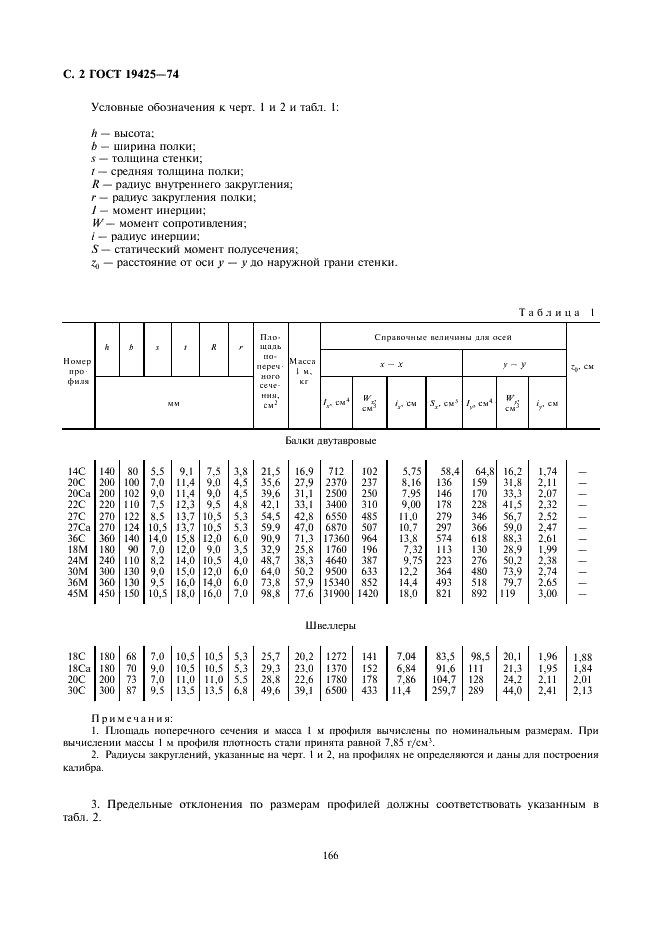 С. 2 ГОСТ 19425—74
Условные обозначения к черт. 1 и 2 и табл. 1:
h — высота;
b — ширина полки;
s — толщина стенки;
t — средняя толщина полки;
R — радиус внутреннего закругления;
r — радиус закругления полки;
I — момент инерции;
W — момент сопротивления;
i — радиус инерции;
S — статический момент полусечения;
z₀ — расстояние от оси y — y до наружной грани стенки.
Таблица 1
Номер про- филя h b s t R r Пло- щадь по- переч- ного сече- ния, см² Масса 1 м, кг Справочные величины для осей z₀, см
x — x y — y
мм Iₓ, см⁴ Wₓ, см³ iₓ, см Sₓ, см³ I_y, см⁴ W_y, см³ i_y, см
Балки двутавровые
14С 140 80 5,5 9,1 7,5 3,8 21,5 16,9 712 102 5,75 58,4 64,8 16,2 1,74 —
20С 200 100 7,0 11,4 9,0 4,5 35,6 27,9 2370 237 8,16 136 159 31,8 2,11 —
20Са 200 102 9,0 11,4 9,0 4,5 39,6 31,1 2500 250 7,95 146 170 33,3 2,07 —
22С 220 110 7,5 12,3 9,5 4,8 42,1 33,1 3400 310 9,00 178 228 41,5 2,32 —
27С 270 122 8,5 13,7 10,5 5,3 54,5 42,8 6550 485 11,0 279 346 56,7 2,52 —
27Са 270 124 10,5 13,7 10,5 5,3 59,9 47,0 6870 507 10,7 297 366 59,0 2,47 —
36С 360 140 14,0 15,8 12,0 6,0 90,9 71,3 17360 964 13,8 574 618 88,3 2,61 —
18М 180 90 7,0 12,0 9,0 3,5 32,9 25,8 1760 196 7,32 113 130 28,9 1,99 —
24М 240 110 8,2 14,0 10,5 4,0 48,7 38,3 4640 387 9,75 223 276 50,2 2,38 —
30М 300 130 9,0 15,0 12,0 6,0 64,0 50,2 9500 633 12,2 364 480 73,9 2,74 —
36М 360 130 9,5 16,0 14,0 6,0 73,8 57,9 15340 852 14,4 493 518 79,7 2,65 —
45М 450 150 10,5 18,0 16,0 7,0 98,8 77,6 31900 1420 18,0 821 892 119 3,00 —
Швеллеры
18С 180 68 7,0 10,5 10,5 5,3 25,7 20,2 1272 141 7,04 83,5 98,5 20,1 1,96 1,88
18Са 180 70 9,0 10,5 10,5 5,3 29,3 23,0 1370 152 6,84 91,6 111 21,3 1,95 1,84
20С 200 73 7,0 11,0 11,0 5,5 28,8 22,6 1780 178 7,86 104,7 128 24,2 2,11 2,01
30С 300 87 9,5 13,5 13,5 6,8 49,6 39,1 6500 433 11,4 259,7 289 44,0 2,41 2,13
Примечания:
1. Площадь поперечного сечения и масса 1 м профиля вычислены по номинальным размерам. При
вычислении массы 1 м профиля плотность стали принята равной 7,85 г/см³.
2. Радиусы закруглений, указанные на черт. 1 и 2, на профилях не определяются и даны для построения
калибра.
3. Предельные отклонения по размерам профилей должны соответствовать указанным в
табл. 2.
166